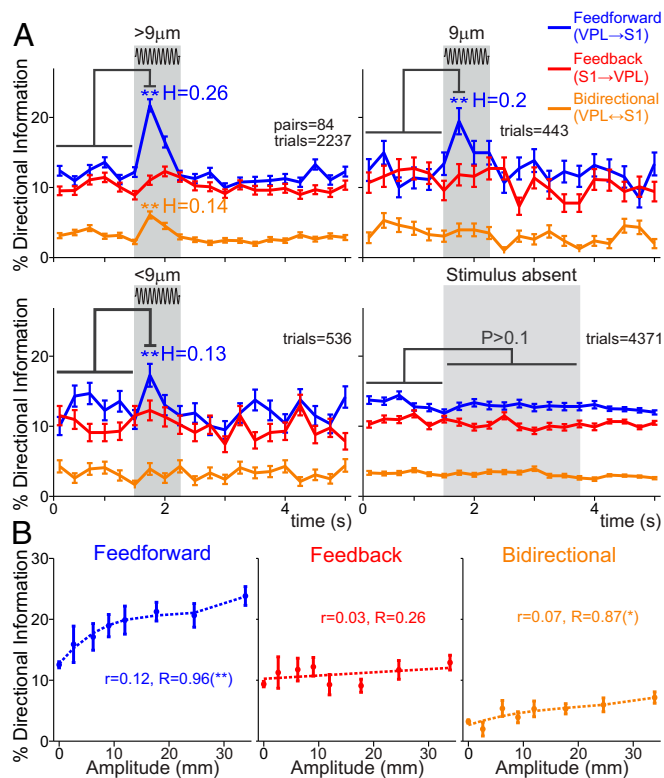 A
>9μm
9μm
Feedforward
(VPL→S1)
Feedback
(S1→VPL)
Bidirectional
(VPL↔S1)
% Directional Information
20
10
0
**H=0.26
**H=0.14
pairs=84
trials=2237
**H=0.2
trials=443
<9μm
Stimulus absent
% Directional Information
20
10
0
**H=0.13
trials=536
P>0.1
trials=4371
0 2 4 time (s)
0 2 4 time (s)
B
% Directional Information
30
20
10
0
Feedforward
Feedback
Bidirectional
r=0.12, R=0.96(**)
r=0.03, R=0.26
r=0.07, R=0.87(*)
0 10 20 30
0 10 20 30
0 10 20 30
Amplitude (mm)
Amplitude (mm)
Amplitude (mm)